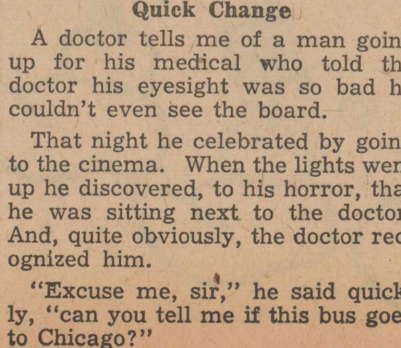 Quick Change
A doctor tells me of a man goin
up for his medical who told th
doctor his eyesight was so bad h
couldn't even see the board.
That night he celebrated by goin
to the cinema. When the lights wen
up he discovered, to his horror, tha
he was sitting next to the doctor
And, quite obviously, the doctor rec
ognized him.
"Excuse me, sir," he said quick
ly, "can you tell me if this bus goe
to Chicago?"